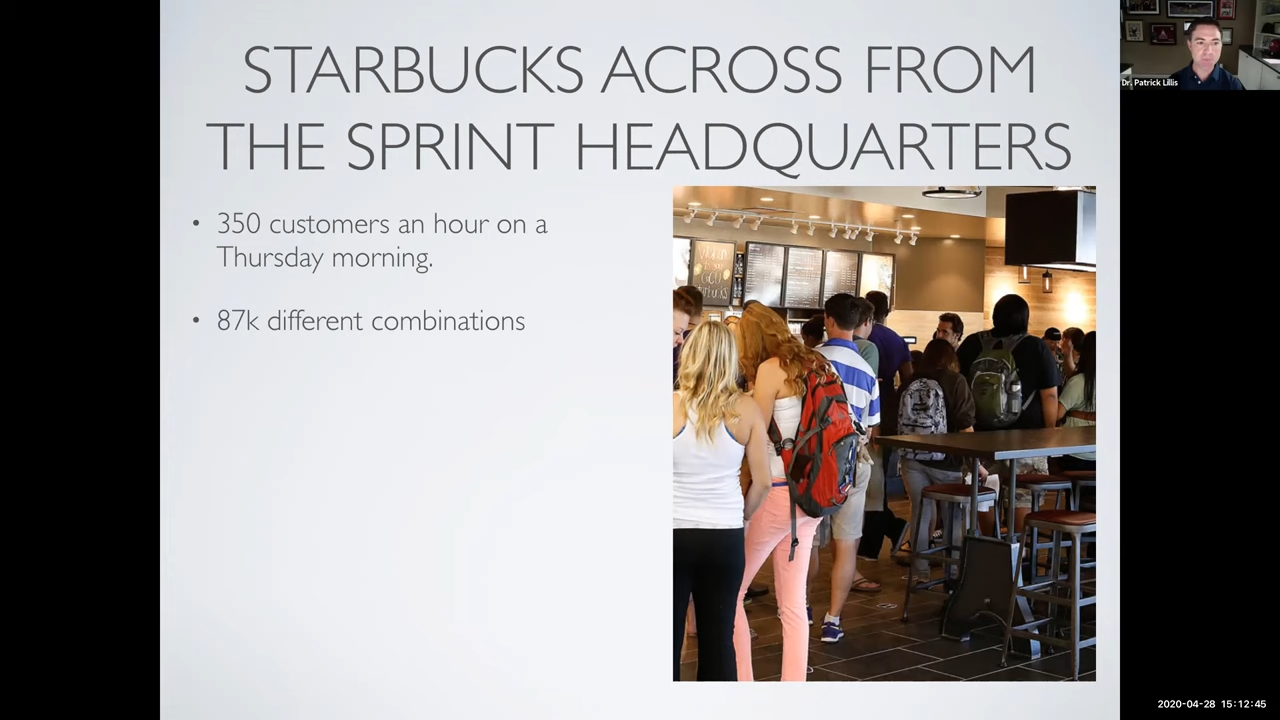 STARBUCKS ACROSS FROM
THE SPRINT HEADQUARTERS
• 350 customers an hour on a
Thursday morning.
• 87k different combinations
Dr. Patrick Lillis
2020-04-28 15:12:45